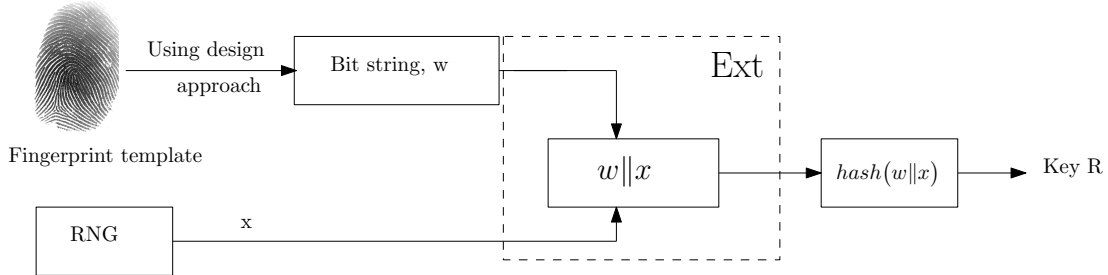 Using design
approach
Bit string, w
Ext
Fingerprint template
w∥x
hash(w∥x)
Key R
RNG
x